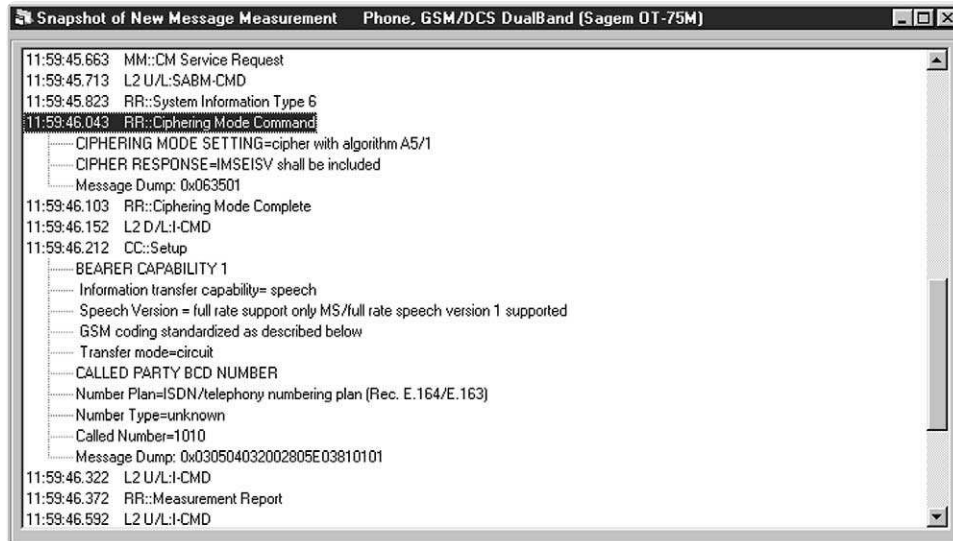 Snapshot of New Message Measurement Phone, GSM/DCS DualBand (Sagem OT-75M)
11:59:45.663 MM::CM Service Request
11:59:45.713 L2 U/L:SABM-CMD
11:59:45.823 RR::System Information Type 6
11:59:46.043 RR::Ciphering Mode Command
CIPHERING MODE SETTING=cipher with algorithm A5/1
CIPHER RESPONSE=IMSEISV shall be included
Message Dump: 0x063501
11:59:46.103 RR::Ciphering Mode Complete
11:59:46.152 L2 D/L:I-CMD
11:59:46.212 CC::Setup
BEARER CAPABILITY 1
Information transfer capability= speech
Speech Version = full rate support only MS/full rate speech version 1 supported
GSM coding standardized as described below
Transfer mode=circuit
CALLED PARTY BCD NUMBER
Number Plan=ISDN/telephony numbering plan (Rec. E.164/E.163)
Number Type=unknown
Called Number=1010
Message Dump: 0x030504032002805E03810101
11:59:46.322 L2 U/L:I-CMD
11:59:46.372 RR::Measurement Report
11:59:46.592 L2 U/L:I-CMD